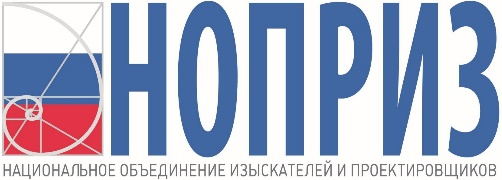 НОПРИЗ
НАЦИОНАЛЬНОЕ ОБЪЕДИНЕНИЕ ИЗЫСКАТЕЛЕЙ И ПРОЕКТИРОВЩИКОВ